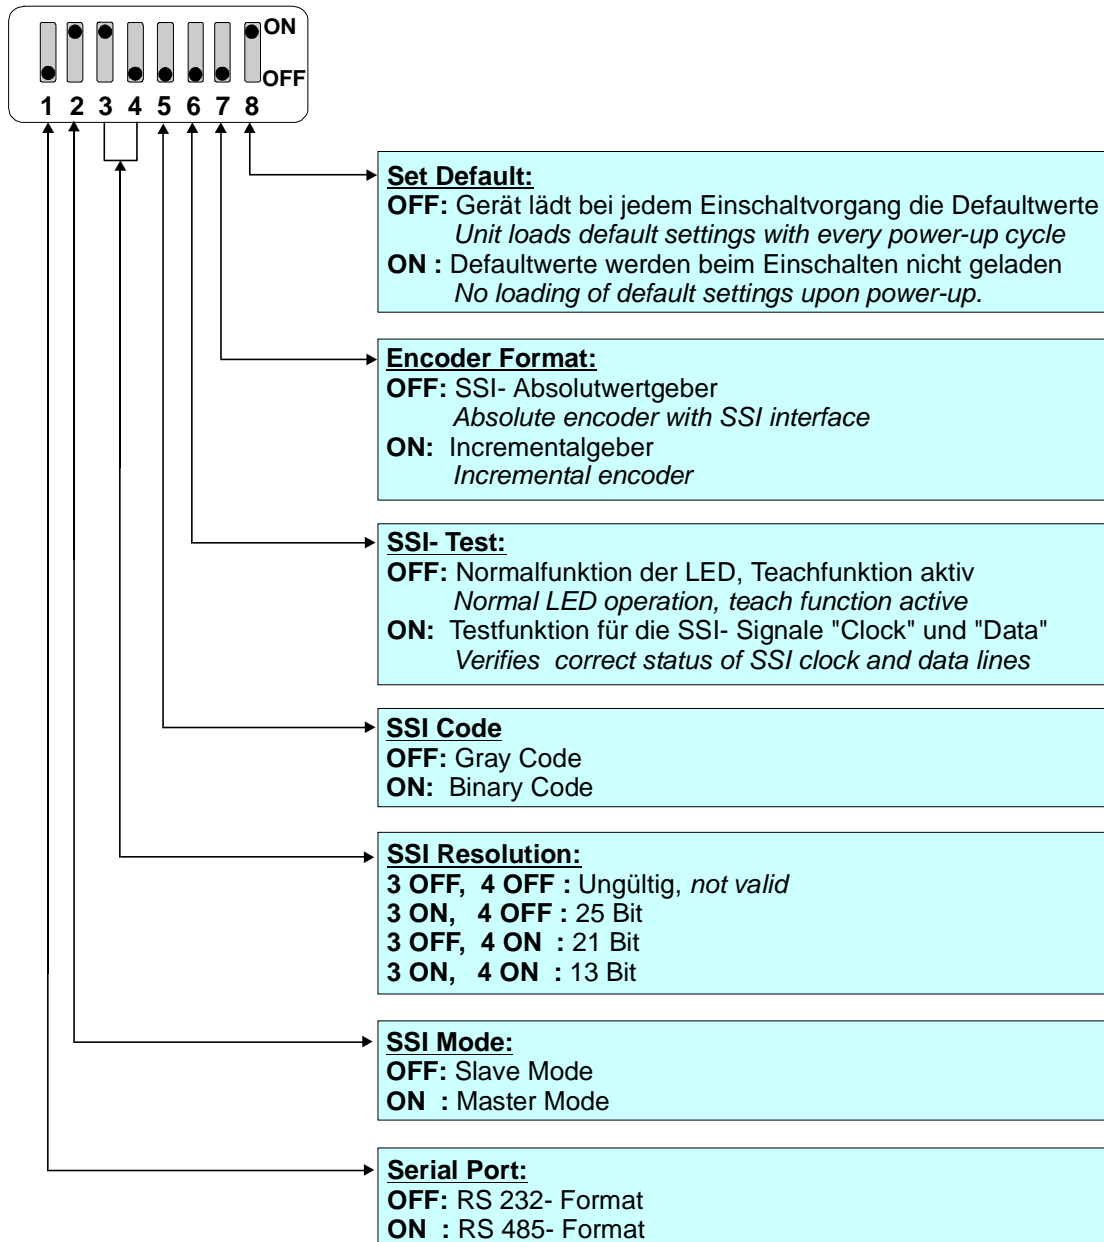 ON
OFF
1 2 3 4 5 6 7 8
Set Default:
OFF: Gerät lädt bei jedem Einschaltvorgang die Defaultwerte
Unit loads default settings with every power-up cycle
ON : Defaultwerte werden beim Einschalten nicht geladen
No loading of default settings upon power-up.
Encoder Format:
OFF: SSI- Absolutwertgeber
Absolute encoder with SSI interface
ON: Incrementalgeber
Incremental encoder
SSI- Test:
OFF: Normalfunktion der LED, Teachfunktion aktiv
Normal LED operation, teach function active
ON: Testfunktion für die SSI- Signale "Clock" und "Data"
Verifies correct status of SSI clock and data lines
SSI Code
OFF: Gray Code
ON: Binary Code
SSI Resolution:
3 OFF, 4 OFF : Ungültig, not valid
3 ON, 4 OFF : 25 Bit
3 OFF, 4 ON : 21 Bit
3 ON, 4 ON : 13 Bit
SSI Mode:
OFF: Slave Mode
ON : Master Mode
Serial Port:
OFF: RS 232- Format
ON : RS 485- Format